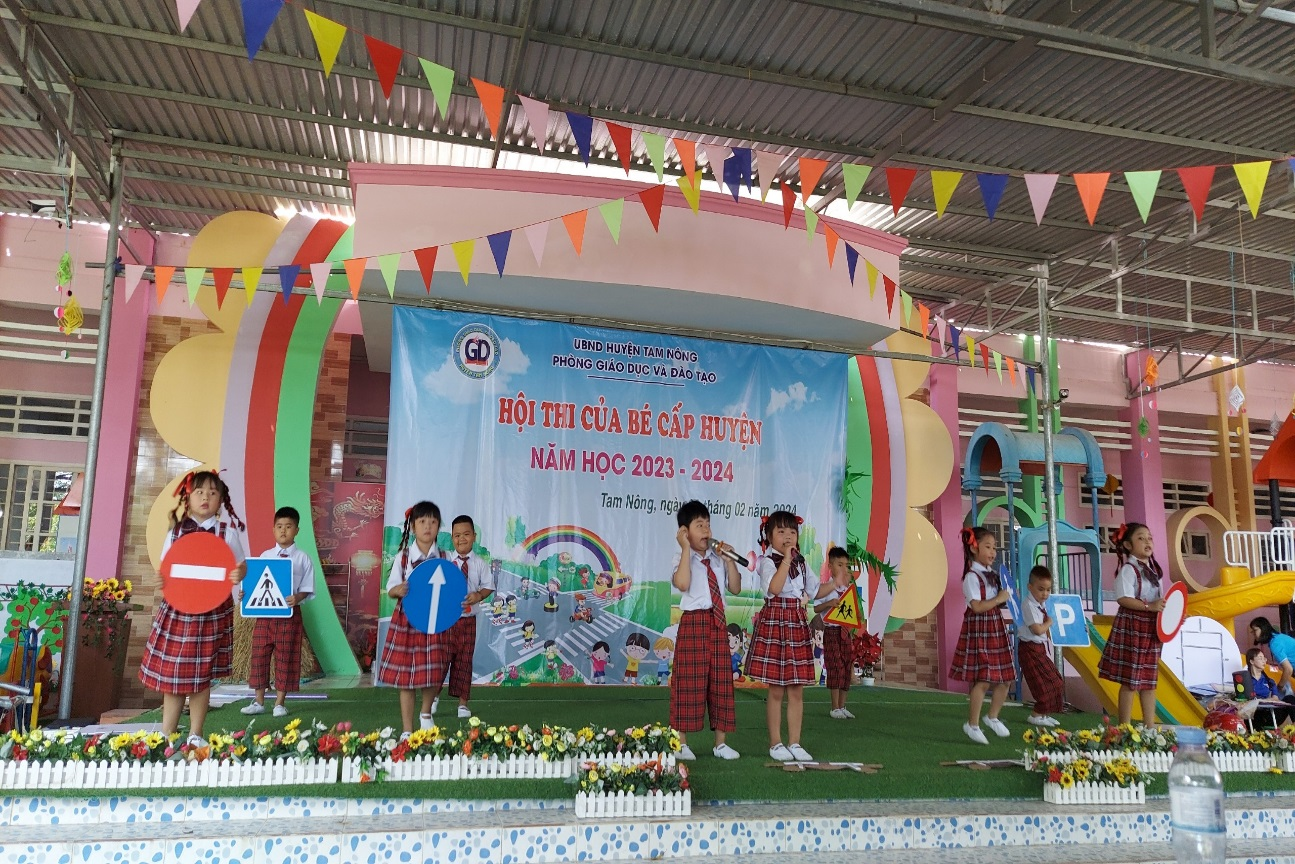 GD
UBND HUYỆN TAM NÔNG
PHÒNG GIÁO DỤC VÀ ĐÀO TẠO
HỘI THI CỦA BÉ CẤP HUYỆN
NĂM HỌC 2023 - 2024
Tam Nông, ngày tháng 02 năm 2024
P